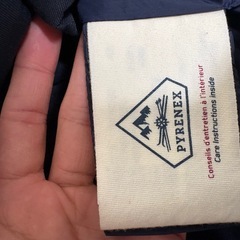 PYRENEX
Conseils d'entretien à l'intérieur
Care Instructions inside